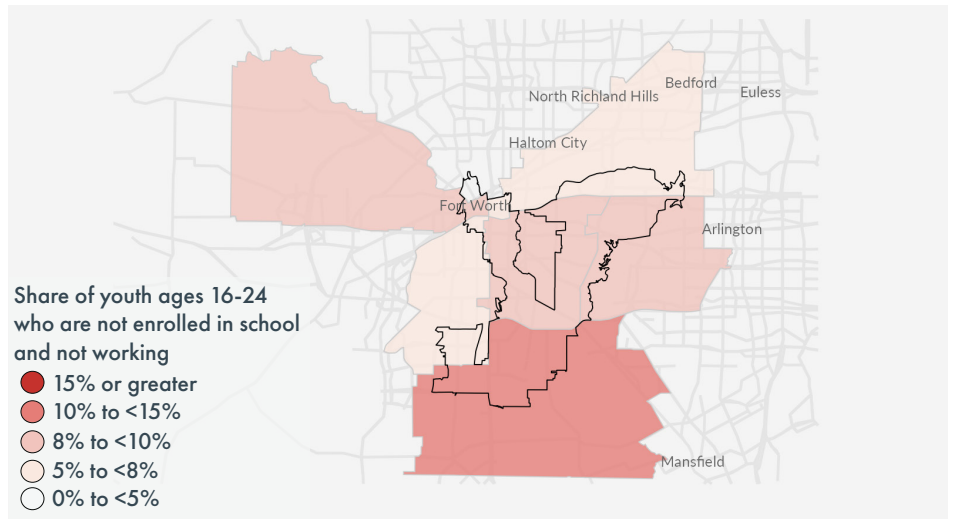 Bedford
Euless
North Richland Hills
Haltom City
Fort Worth
Arlington
Share of youth ages 16-24
who are not enrolled in school
and not working
15% or greater
10% to <15%
8% to <10%
5% to <8%
0% to <5%
Mansfield